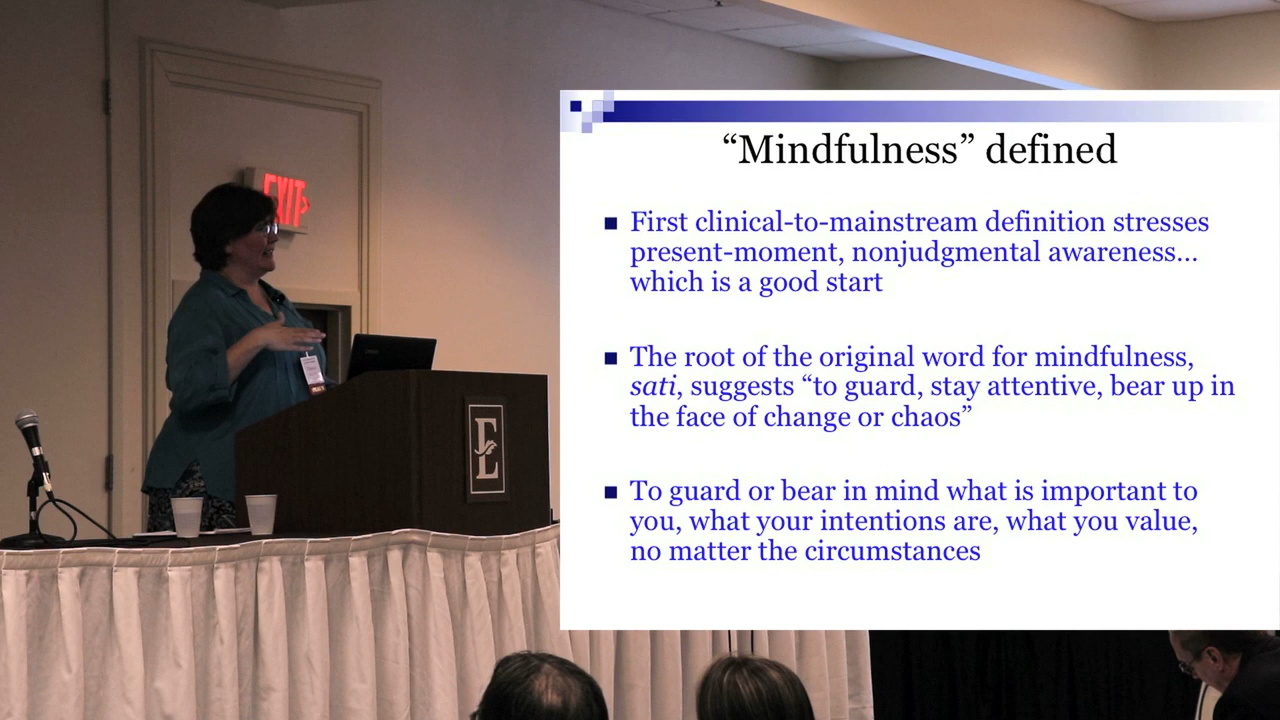 EXIT
E
“Mindfulness” defined
First clinical-to-mainstream definition stresses
present-moment, nonjudgmental awareness...
which is a good start
The root of the original word for mindfulness,
sati, suggests “to guard, stay attentive, bear up in
the face of change or chaos”
To guard or bear in mind what is important to
you, what your intentions are, what you value,
no matter the circumstances